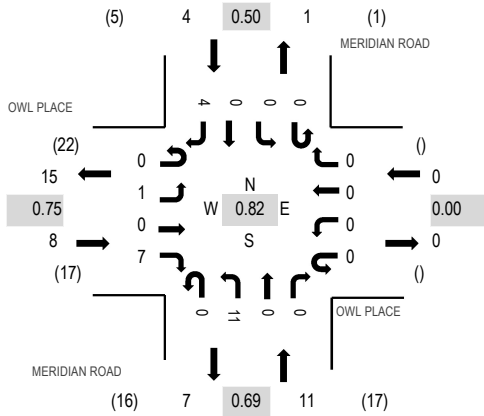 (5) 4 0.50 1 (1)
MERIDIAN ROAD
OWL PLACE
4 0 0 0
(22)
15
0.75
8
(17)
0
1
0
7
N
W 0.82 E
S
0
0
0
0
()
0
0.00
0
()
0 11 0 0
OWL PLACE
MERIDIAN ROAD
(16) 7 0.69 11 (17)